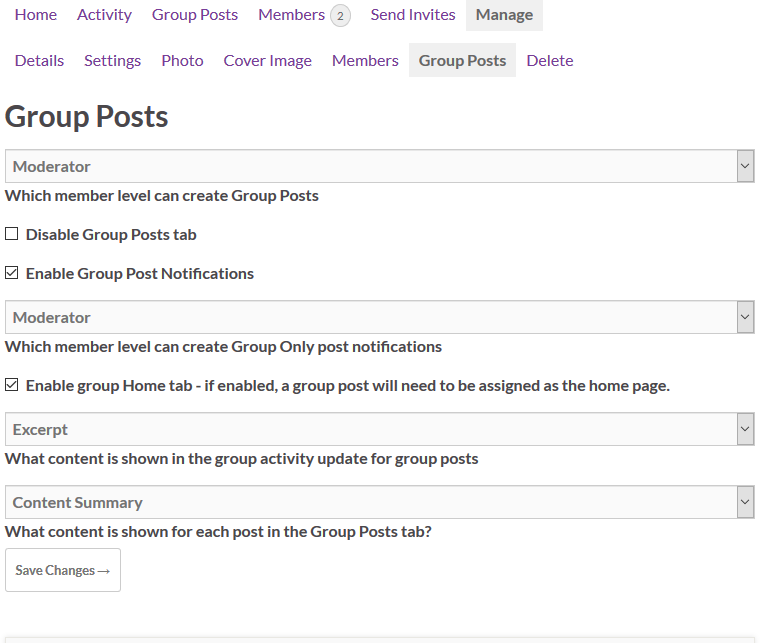 Home Activity Group Posts Members 2 Send Invites Manage
Details Settings Photo Cover Image Members Group Posts Delete
Group Posts
Moderator
Which member level can create Group Posts
Disable Group Posts tab
Enable Group Post Notifications
Moderator
Which member level can create Group Only post notifications
Enable group Home tab - if enabled, a group post will need to be assigned as the home page.
Excerpt
What content is shown in the group activity update for group posts
Content Summary
What content is shown for each post in the Group Posts tab?
Save Changes →